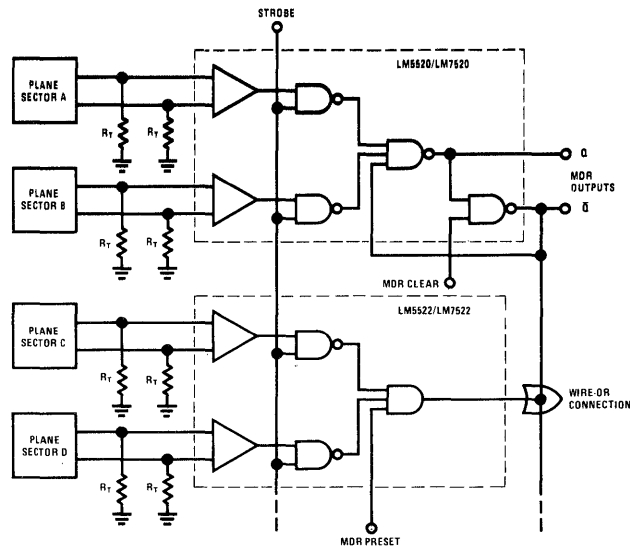 STROBE
LM5520/LM7520
PLANE
SECTOR A
RT
RT
Q
MDR
OUTPUTS
Q̄
PLANE
SECTOR B
RT
RT
MDR CLEAR
LM5522/LM7522
PLANE
SECTOR C
RT
RT
WIRE-OR
CONNECTION
PLANE
SECTOR D
RT
RT
MDR PRESET